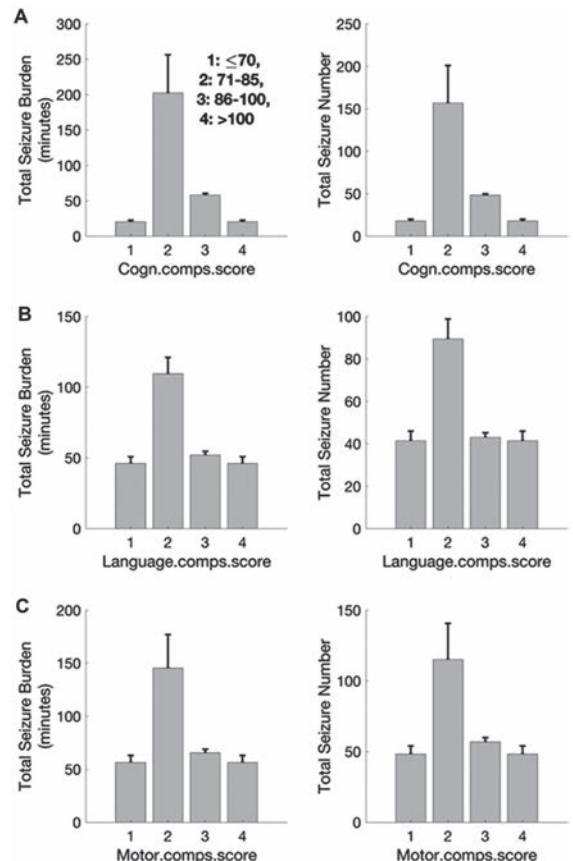 A
Total Seizure Burden
(minutes)
300
250
200
150
100
50
0
1: ≤70,
2: 71-85,
3: 86-100,
4: >100
1 2 3 4
Cogn.comps.score
Total Seizure Number
250
200
150
100
50
0
1 2 3 4
Cogn.comps.score
B
Total Seizure Burden
(minutes)
150
100
50
0
1 2 3 4
Language.comps.score
Total Seizure Number
100
80
60
40
20
0
1 2 3 4
Language.comps.score
C
Total Seizure Burden
(minutes)
200
150
100
50
0
1 2 3 4
Motor.comps.score
Total Seizure Number
150
100
50
0
1 2 3 4
Motor.comps.score